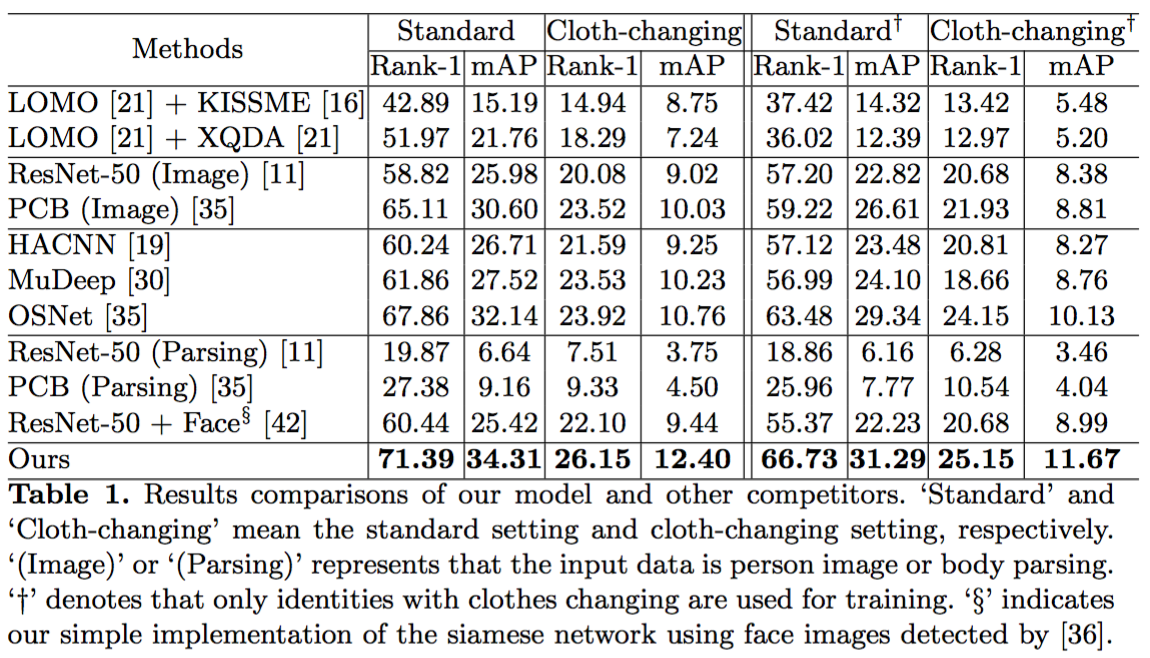 Methods Standard Cloth-changing Standard† Cloth-changing†
Rank-1 mAP Rank-1 mAP Rank-1 mAP Rank-1 mAP
LOMO [21] + KISSME [16] 42.89 15.19 14.94 8.75 37.42 14.32 13.42 5.48
LOMO [21] + XQDA [21] 51.97 21.76 18.29 7.24 36.02 12.39 12.97 5.20
ResNet-50 (Image) [11] 58.82 25.98 20.08 9.02 57.20 22.82 20.68 8.38
PCB (Image) [35] 65.11 30.60 23.52 10.03 59.22 26.61 21.93 8.81
HACNN [19] 60.24 26.71 21.59 9.25 57.12 23.48 20.81 8.27
MuDeep [30] 61.86 27.52 23.53 10.23 56.99 24.10 18.66 8.76
OSNet [35] 67.86 32.14 23.92 10.76 63.48 29.34 24.15 10.13
ResNet-50 (Parsing) [11] 19.87 6.64 7.51 3.75 18.86 6.16 6.28 3.46
PCB (Parsing) [35] 27.38 9.16 9.33 4.50 25.96 7.77 10.54 4.04
ResNet-50 + Face§ [42] 60.44 25.42 22.10 9.44 55.37 22.23 20.68 8.99
Ours 71.39 34.31 26.15 12.40 66.73 31.29 25.15 11.67
Table 1. Results comparisons of our model and other competitors. ‘Standard’ and
‘Cloth-changing’ mean the standard setting and cloth-changing setting, respectively.
‘(Image)’ or ‘(Parsing)’ represents that the input data is person image or body parsing.
‘†’ denotes that only identities with clothes changing are used for training. ‘§’ indicates
our simple implementation of the siamese network using face images detected by [36].